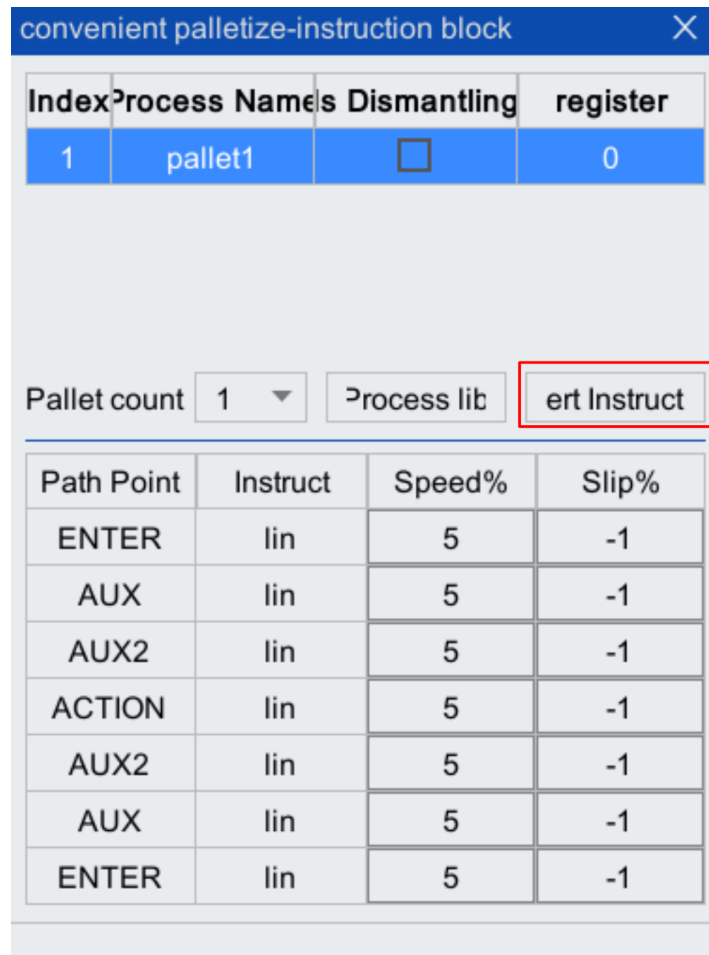 convenient palletize-instruction block X
Index Process Name Is Dismantling register
1 pallet1 0
Pallet count 1 Process lib ert Instruct
Path Point Instruct Speed% Slip%
ENTER lin 5 -1
AUX lin 5 -1
AUX2 lin 5 -1
ACTION lin 5 -1
AUX2 lin 5 -1
AUX lin 5 -1
ENTER lin 5 -1